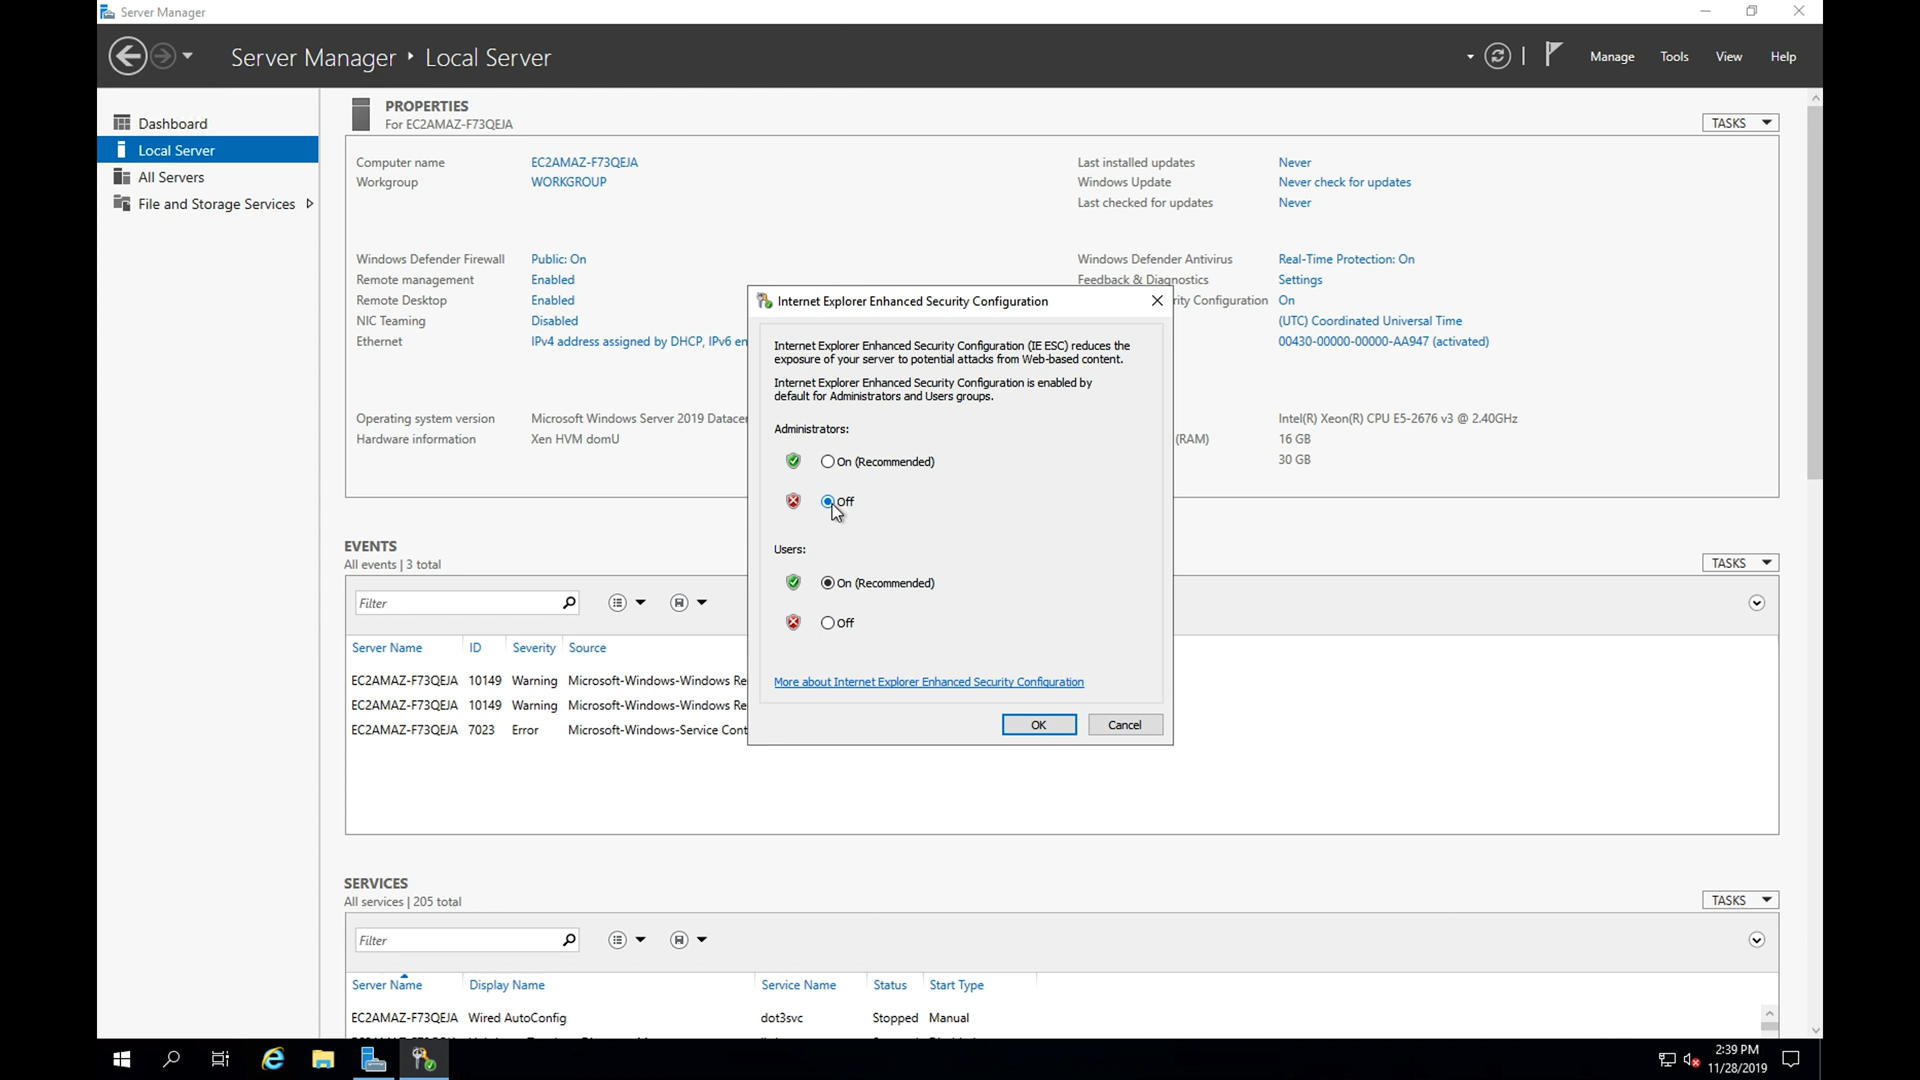 Server Manager
Server Manager ‣ Local Server
Manage
Tools
View
Help
Dashboard
Local Server
All Servers
File and Storage Services
PROPERTIES
For EC2AMAZ-F73QEJA
TASKS
Computer name EC2AMAZ-F73QEJA
Workgroup WORKGROUP
Last installed updates Never
Windows Update Never check for updates
Last checked for updates Never
Windows Defender Firewall Public: On
Remote management Enabled
Remote Desktop Enabled
NIC Teaming Disabled
Ethernet IPv4 address assigned by DHCP, IPv6 en
Windows Defender Antivirus Real-Time Protection: On
Feedback & Diagnostics Settings
rity Configuration On
(UTC) Coordinated Universal Time
00430-00000-00000-AA947 (activated)
Operating system version Microsoft Windows Server 2019 Datacen
Hardware information Xen HVM domU
Intel(R) Xeon(R) CPU E5-2676 v3 @ 2.40GHz
(RAM) 16 GB
30 GB
Internet Explorer Enhanced Security Configuration
Internet Explorer Enhanced Security Configuration (IE ESC) reduces the
exposure of your server to potential attacks from Web-based content.
Internet Explorer Enhanced Security Configuration is enabled by
default for Administrators and Users groups.
Administrators:
On (Recommended)
Off
Users:
On (Recommended)
Off
More about Internet Explorer Enhanced Security Configuration
OK
Cancel
EVENTS
All events | 3 total
TASKS
Filter
Server Name ID Severity Source
EC2AMAZ-F73QEJA 10149 Warning Microsoft-Windows-Windows Re
EC2AMAZ-F73QEJA 10149 Warning Microsoft-Windows-Windows Re
EC2AMAZ-F73QEJA 7023 Error Microsoft-Windows-Service Cont
SERVICES
All services | 205 total
TASKS
Filter
Server Name Display Name Service Name Status Start Type
EC2AMAZ-F73QEJA Wired AutoConfig dot3svc Stopped Manual
2:39 PM
11/28/2019